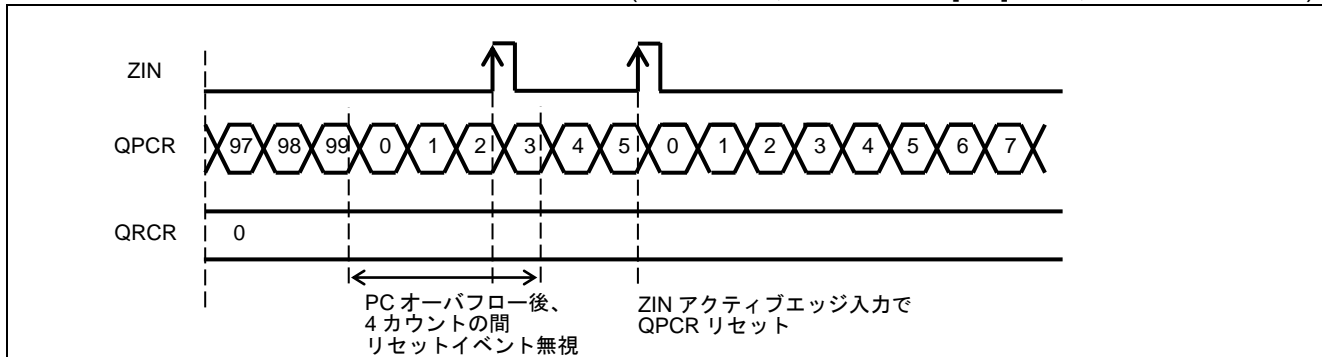 ZIN
QPCR 97 98 99 0 1 2 3 4 5 0 1 2 3 4 5 6 7
QRCR 0
PC オーバフロー後、
4 カウントの間
リセットイベント無視
ZIN アクティブエッジ入力で
QPCR リセット